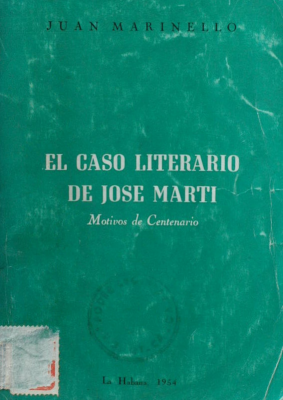 JUAN MARINELLO
EL CASO LITERARIO
DE JOSE MARTI
Motivos de Centenario
La Habana, 1954